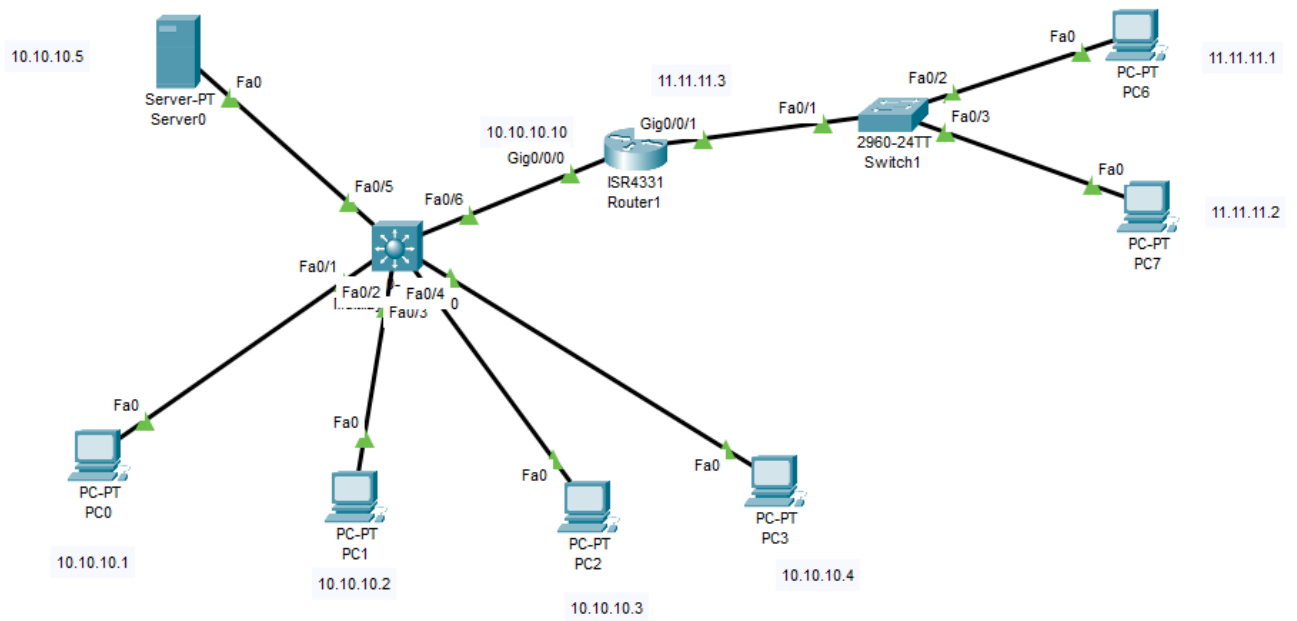 10.10.10.5
Fa0
Server-PT
Server0
Fa0/5
10.10.10.10
Gig0/0/0
Fa0/6
11.11.11.3
Gig0/0/1
ISR4331
Router1
Fa0/1
Fa0/2
2960-24TT
Switch1
Fa0/3
Fa0
PC-PT
PC6
11.11.11.1
Fa0
PC-PT
PC7
11.11.11.2
Fa0/1
Fa0/2
Fa0/4
0
Fa0/3
Fa0
PC-PT
PC0
10.10.10.1
Fa0
PC-PT
PC1
10.10.10.2
Fa0
PC-PT
PC2
10.10.10.3
Fa0
PC-PT
PC3
10.10.10.4